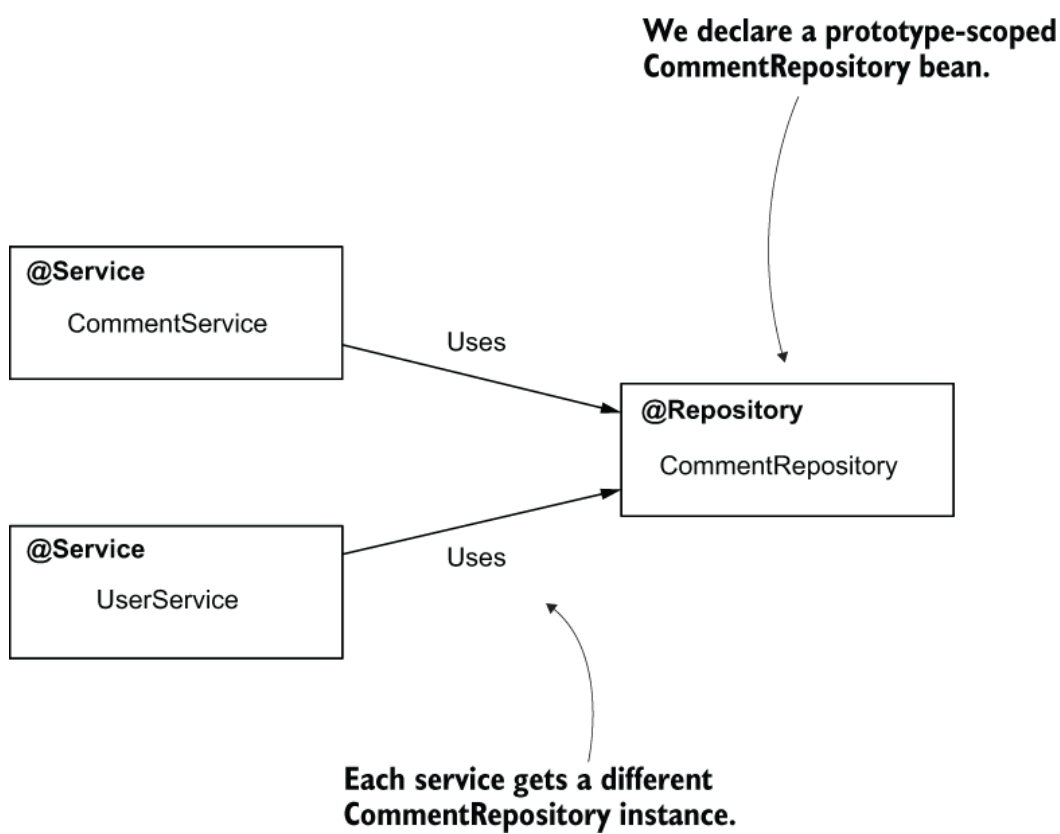 We declare a prototype-scoped
CommentRepository bean.
@Service
CommentService
Uses
@Repository
CommentRepository
@Service
UserService
Uses
Each service gets a different
CommentRepository instance.